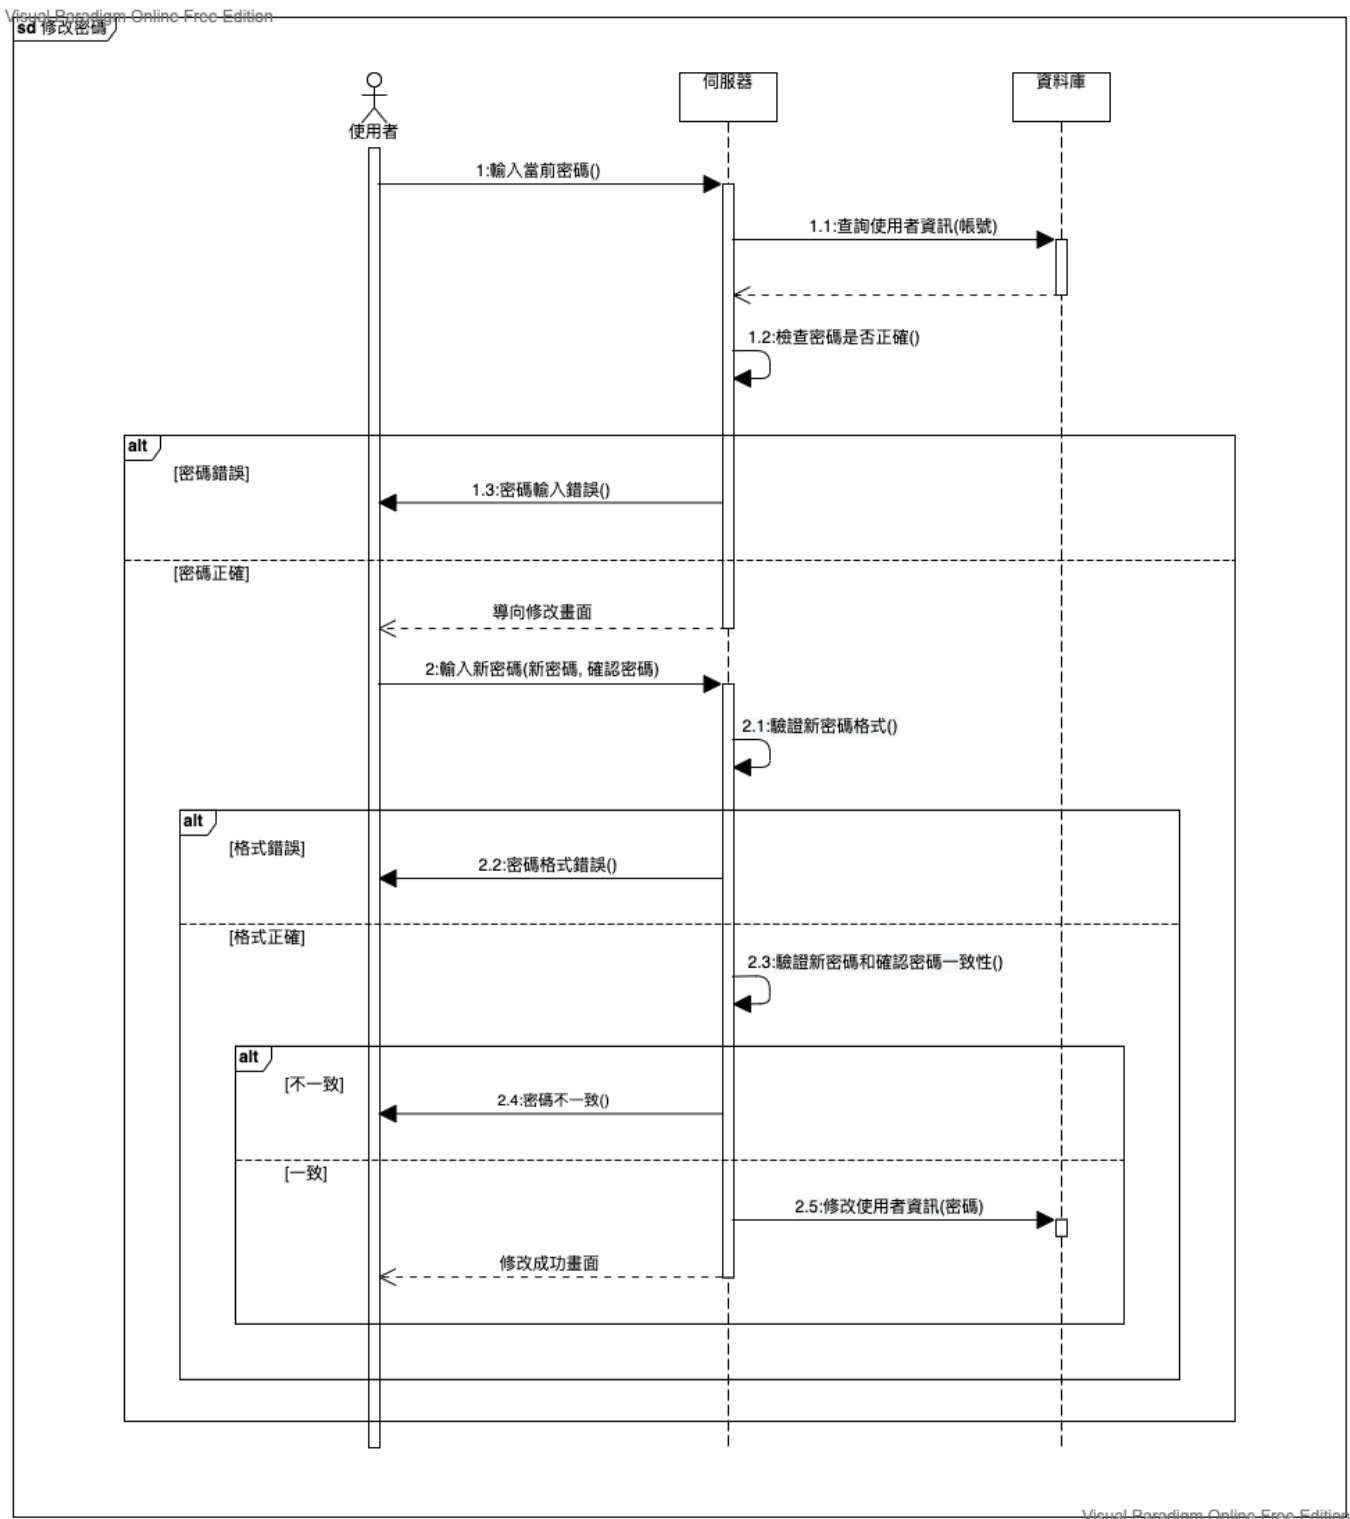 Visual Paradigm Online Free Edition
sd 修改密碼
伺服器
資料庫
使用者
1:輸入當前密碼()
1.1:查詢使用者資訊(帳號)
1.2:檢查密碼是否正確()
alt
[密碼錯誤]
1.3:密碼輸入錯誤()
[密碼正確]
導向修改畫面
2:輸入新密碼(新密碼, 確認密碼)
2.1:驗證新密碼格式()
alt
[格式錯誤]
2.2:密碼格式錯誤()
[格式正確]
2.3:驗證新密碼和確認密碼一致性()
alt
[不一致]
2.4:密碼不一致()
[一致]
2.5:修改使用者資訊(密碼)
修改成功畫面
Visual Paradigm Online Free Edition